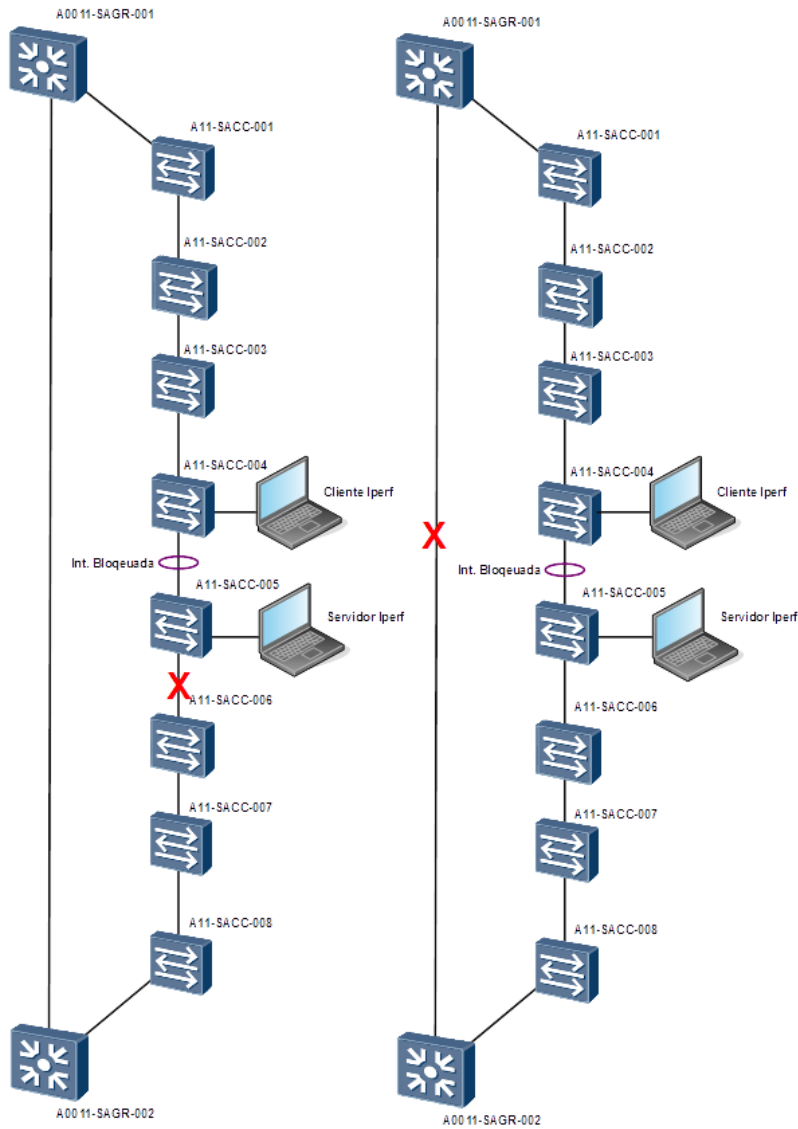 A0011-SAGR-001
A11-SACC-001
A11-SACC-002
A11-SACC-003
A11-SACC-004
Cliente Iperf
Int. Bloqeuada
A11-SACC-005
Servidor Iperf
X
A11-SACC-006
A11-SACC-007
A11-SACC-008
A0011-SAGR-002
A0011-SAGR-001
A11-SACC-001
A11-SACC-002
A11-SACC-003
A11-SACC-004
Cliente Iperf
X
Int. Bloqeuada
A11-SACC-005
Servidor Iperf
A11-SACC-006
A11-SACC-007
A11-SACC-008
A0011-SAGR-002